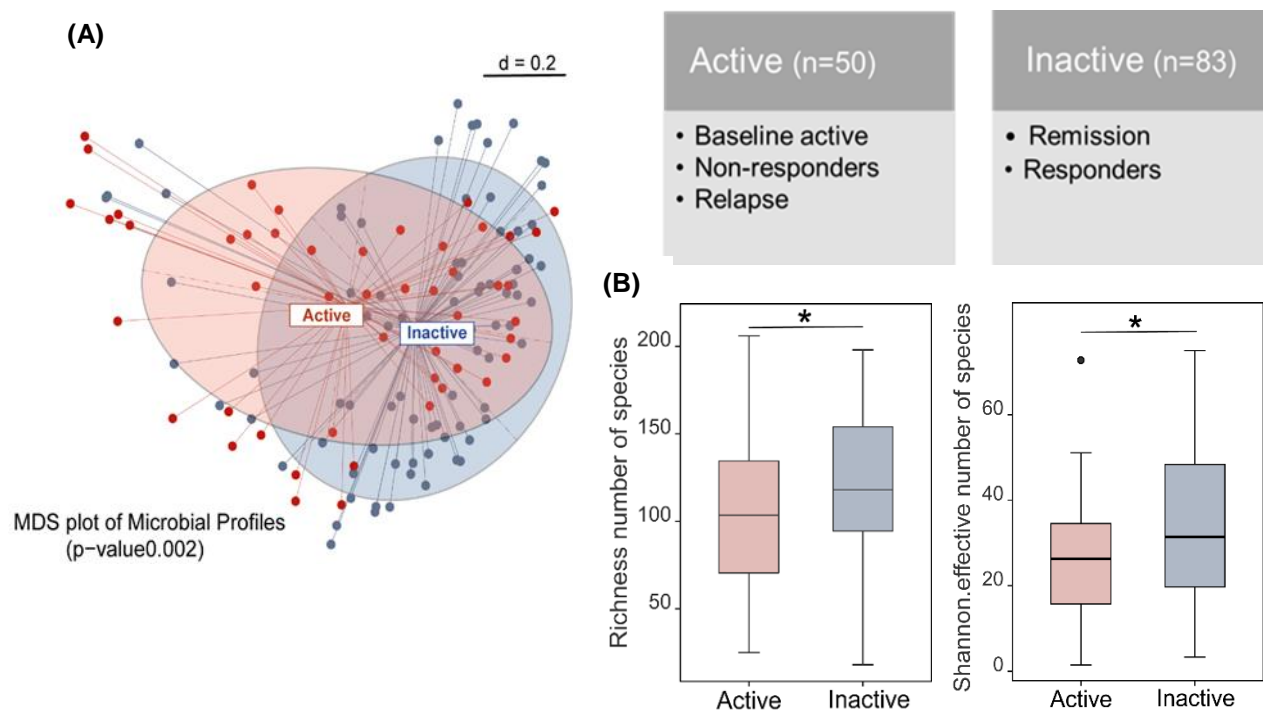 (A)
d = 0.2
Active
Inactive
MDS plot of Microbial Profiles
(p−value0.002)
Active (n=50)
• Baseline active
• Non-responders
• Relapse
Inactive (n=83)
• Remission
• Responders
(B)
Richness number of species
200
150
100
50
*
Active
Inactive
Shannon.effective number of species
60
40
20
0
*
Active
Inactive